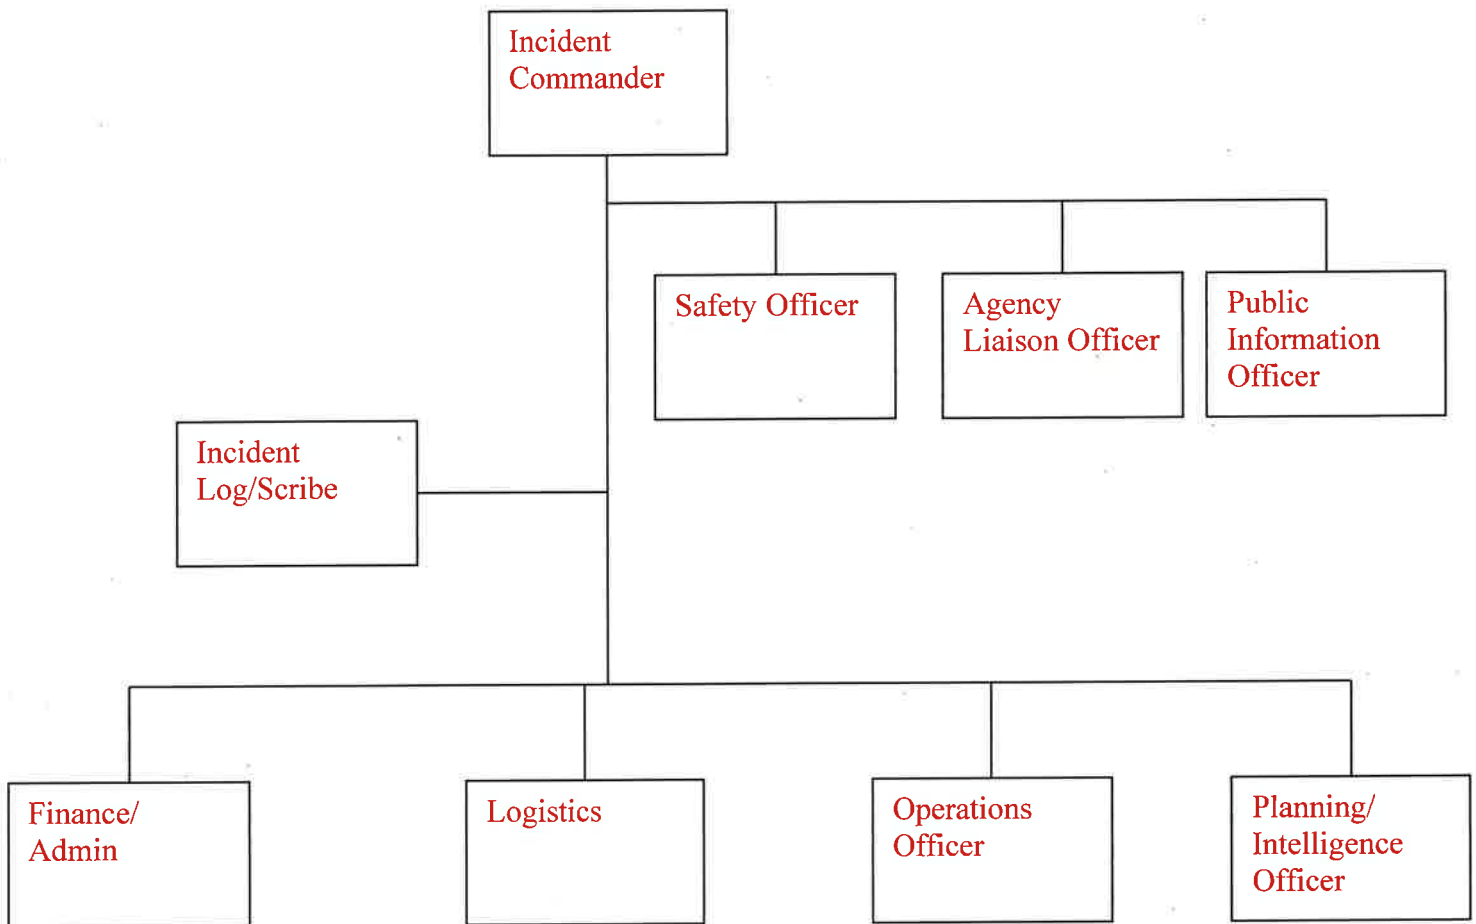 Incident
Commander
Safety Officer
Agency
Liaison Officer
Public
Information
Officer
Incident
Log/Scribe
Finance/
Admin
Logistics
Operations
Officer
Planning/
Intelligence
Officer